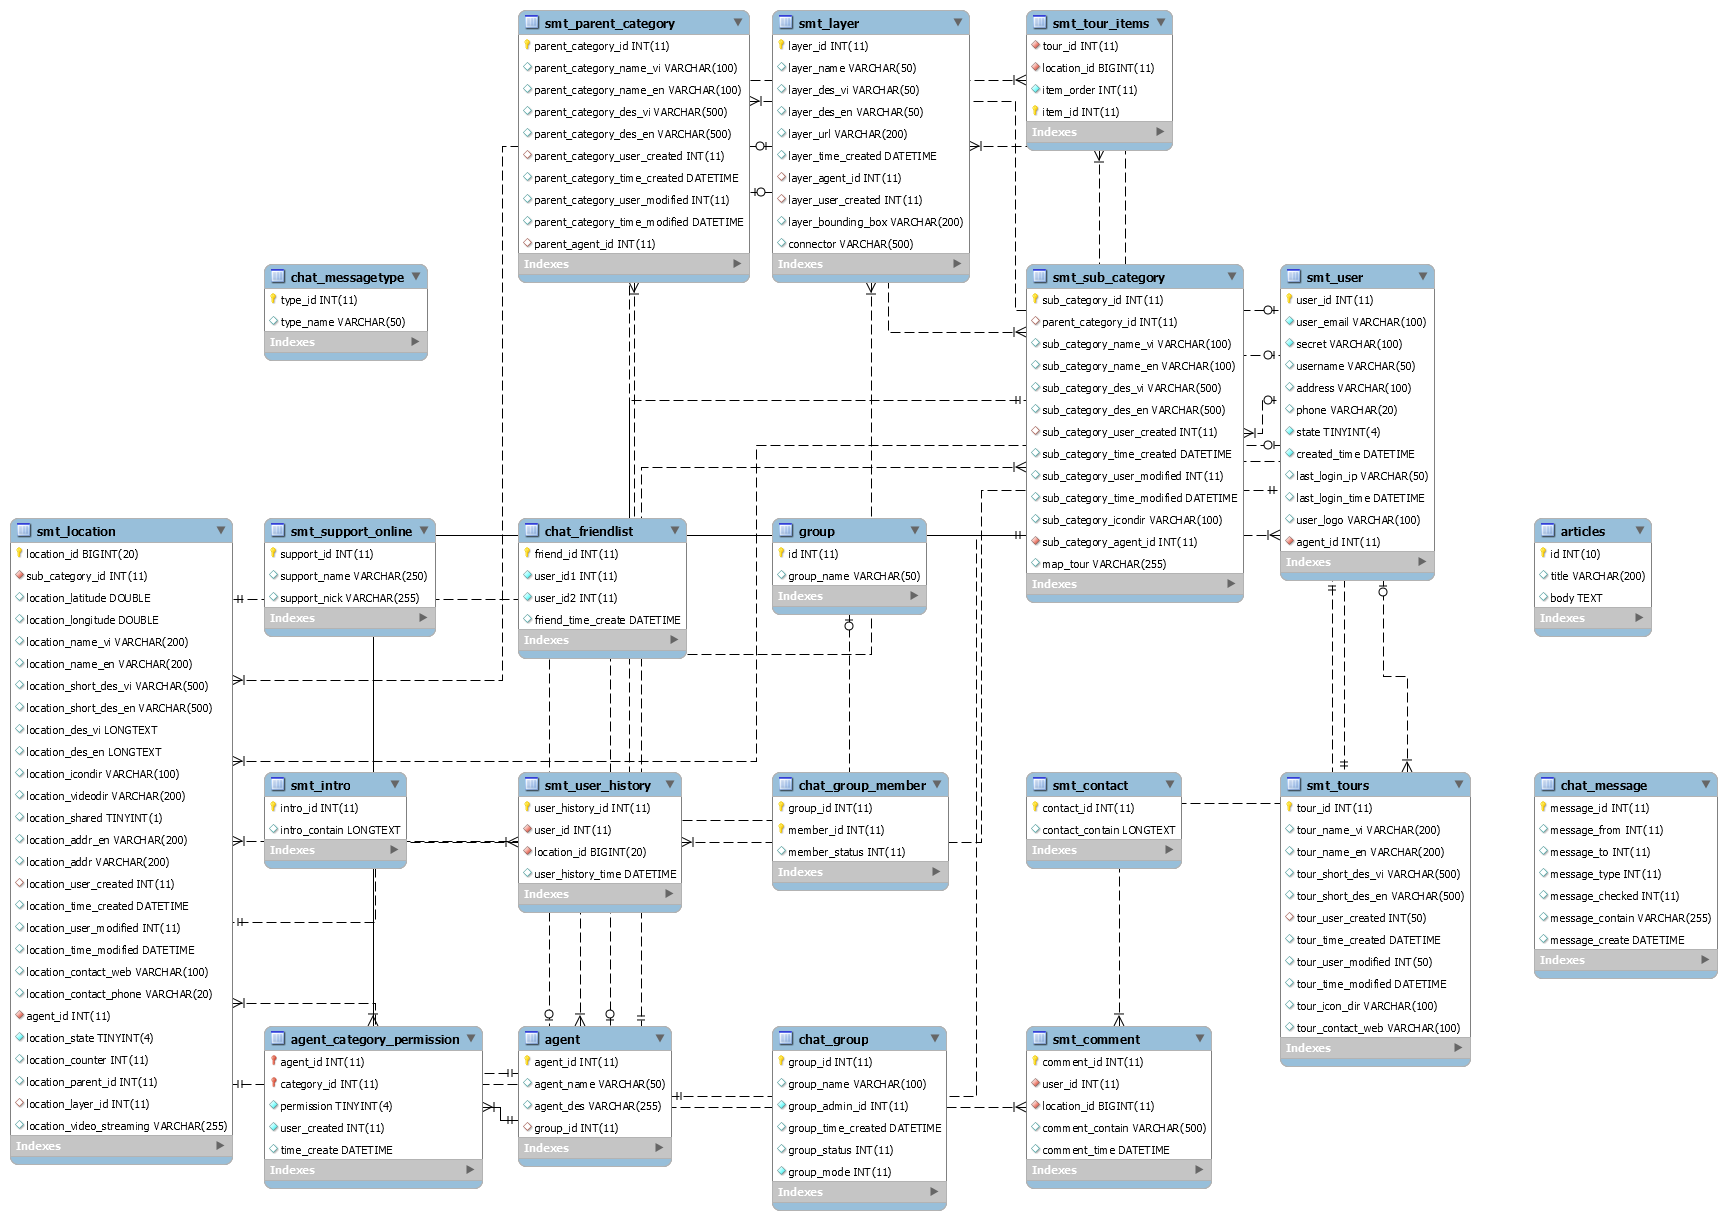 smt_parent_category
parent_category_id INT(11)
parent_category_name_vi VARCHAR(100)
parent_category_name_en VARCHAR(100)
parent_category_des_vi VARCHAR(500)
parent_category_des_en VARCHAR(500)
parent_category_user_created INT(11)
parent_category_time_created DATETIME
parent_category_user_modified INT(11)
parent_category_time_modified DATETIME
parent_agent_id INT(11)
Indexes
smt_layer
layer_id INT(11)
layer_name VARCHAR(50)
layer_des_vi VARCHAR(50)
layer_des_en VARCHAR(50)
layer_url VARCHAR(200)
layer_time_created DATETIME
layer_agent_id INT(11)
layer_user_created INT(11)
layer_bounding_box VARCHAR(200)
connector VARCHAR(500)
Indexes
smt_tour_items
tour_id INT(11)
location_id BIGINT(11)
item_order INT(11)
item_id INT(11)
Indexes
chat_messagetype
type_id INT(11)
type_name VARCHAR(50)
Indexes
smt_sub_category
sub_category_id INT(11)
parent_category_id INT(11)
sub_category_name_vi VARCHAR(100)
sub_category_name_en VARCHAR(100)
sub_category_des_vi VARCHAR(500)
sub_category_des_en VARCHAR(500)
sub_category_user_created INT(11)
sub_category_time_created DATETIME
sub_category_user_modified INT(11)
sub_category_time_modified DATETIME
sub_category_icondir VARCHAR(100)
sub_category_agent_id INT(11)
map_tour VARCHAR(255)
Indexes
smt_user
user_id INT(11)
user_email VARCHAR(100)
secret VARCHAR(100)
username VARCHAR(50)
address VARCHAR(100)
phone VARCHAR(20)
state TINYINT(4)
created_time DATETIME
last_login_ip VARCHAR(50)
last_login_time DATETIME
user_logo VARCHAR(100)
agent_id INT(11)
Indexes
smt_location
location_id BIGINT(20)
sub_category_id INT(11)
location_latitude DOUBLE
location_longitude DOUBLE
location_name_vi VARCHAR(200)
location_name_en VARCHAR(200)
location_short_des_vi VARCHAR(500)
location_short_des_en VARCHAR(500)
location_des_vi LONGTEXT
location_des_en LONGTEXT
location_icondir VARCHAR(100)
location_videodir VARCHAR(200)
location_shared TINYINT(1)
location_addr_en VARCHAR(200)
location_addr VARCHAR(200)
location_user_created INT(11)
location_time_created DATETIME
location_user_modified INT(11)
location_time_modified DATETIME
location_contact_web VARCHAR(100)
location_contact_phone VARCHAR(20)
agent_id INT(11)
location_state TINYINT(4)
location_counter INT(11)
location_parent_id INT(11)
location_layer_id INT(11)
location_video_streaming VARCHAR(255)
Indexes
smt_support_online
support_id INT(11)
support_name VARCHAR(250)
support_nick VARCHAR(255)
Indexes
chat_friendlist
friend_id INT(11)
user_id1 INT(11)
user_id2 INT(11)
friend_time_create DATETIME
Indexes
group
id INT(11)
group_name VARCHAR(50)
Indexes
articles
id INT(10)
title VARCHAR(200)
body TEXT
Indexes
smt_intro
intro_id INT(11)
intro_contain LONGTEXT
Indexes
smt_user_history
user_history_id INT(11)
user_id INT(11)
location_id BIGINT(20)
user_history_time DATETIME
Indexes
chat_group_member
group_id INT(11)
member_id INT(11)
member_status INT(11)
Indexes
smt_contact
contact_id INT(11)
contact_contain LONGTEXT
Indexes
smt_tours
tour_id INT(11)
tour_name_vi VARCHAR(200)
tour_name_en VARCHAR(200)
tour_short_des_vi VARCHAR(500)
tour_short_des_en VARCHAR(500)
tour_user_created INT(50)
tour_time_created DATETIME
tour_user_modified INT(50)
tour_time_modified DATETIME
tour_icon_dir VARCHAR(100)
tour_contact_web VARCHAR(100)
Indexes
chat_message
message_id INT(11)
message_from INT(11)
message_to INT(11)
message_type INT(11)
message_checked INT(11)
message_contain VARCHAR(255)
message_create DATETIME
Indexes
agent_category_permission
agent_id INT(11)
category_id INT(11)
permission TINYINT(4)
user_created INT(11)
time_create DATETIME
Indexes
agent
agent_id INT(11)
agent_name VARCHAR(50)
agent_des VARCHAR(255)
group_id INT(11)
Indexes
chat_group
group_id INT(11)
group_name VARCHAR(100)
group_admin_id INT(11)
group_time_created DATETIME
group_status INT(11)
group_mode INT(11)
Indexes
smt_comment
comment_id INT(11)
user_id INT(11)
location_id BIGINT(11)
comment_contain VARCHAR(500)
comment_time DATETIME
Indexes